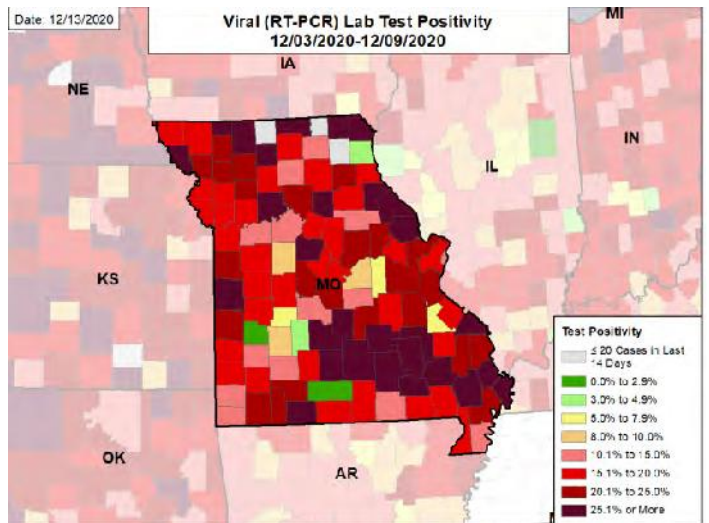 Date: 12/13/2020
Viral (RT-PCR) Lab Test Positivity
12/03/2020-12/09/2020
MI
IA
NE
IN
IL
KS
MO
OK
AR
Test Positivity
≤ 20 Cases in Last
14 Days
0.0% to 2.9%
3.0% to 4.9%
5.0% to 7.9%
8.0% to 10.0%
10.1% to 15.0%
15.1% to 20.0%
20.1% to 25.0%
25.1% or More